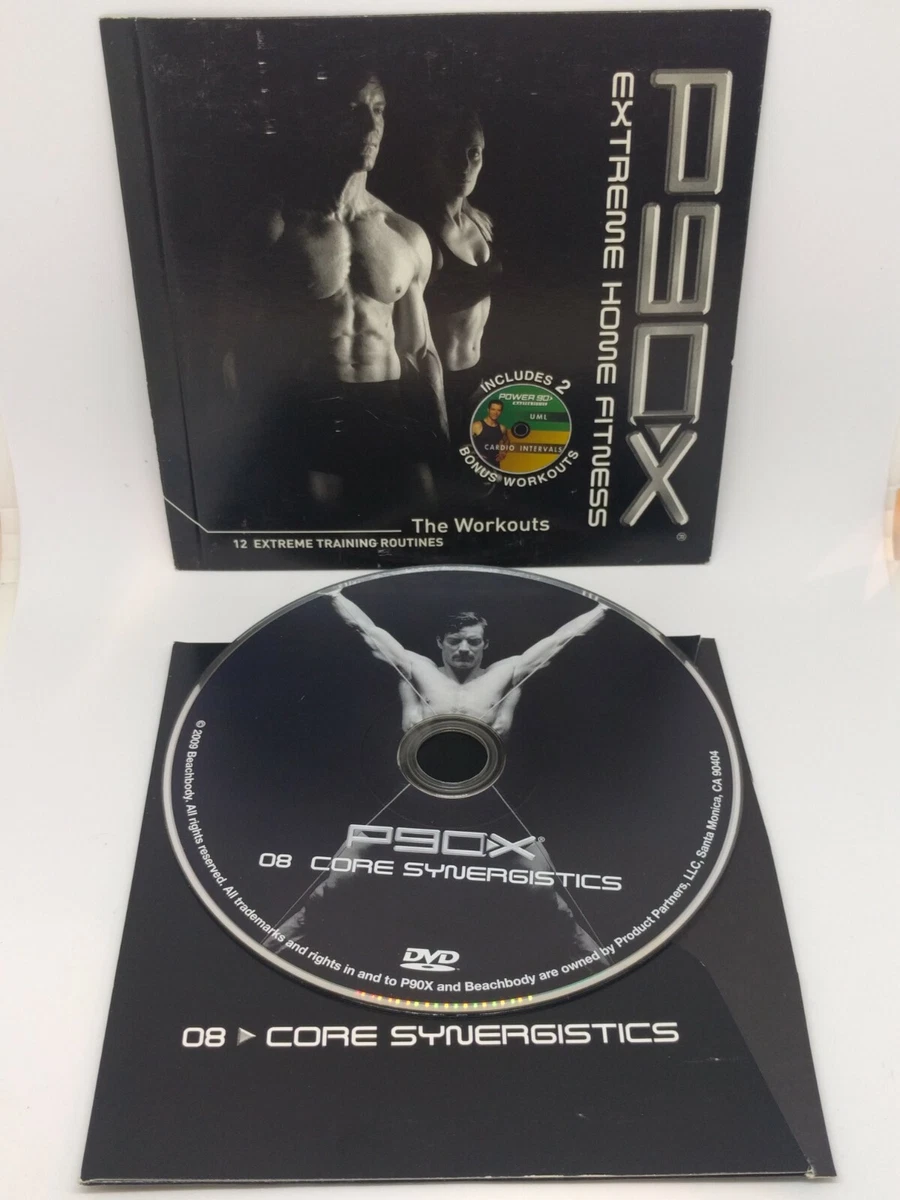 P90X®
EXTREME HOME FITNESS
INCLUDES 2
POWER 90
UML
CARDIO INTERVALS
BONUS WORKOUTS
The Workouts
12 EXTREME TRAINING ROUTINES
P90X®
08 CORE SYNERGISTICS
DVD
© 2009 Beachbody. All rights reserved. All trademarks and rights in and to P90X and Beachbody are owned by Product Partners, LLC, Santa Monica, CA 90404
08 ▶ CORE SYNERGISTICS